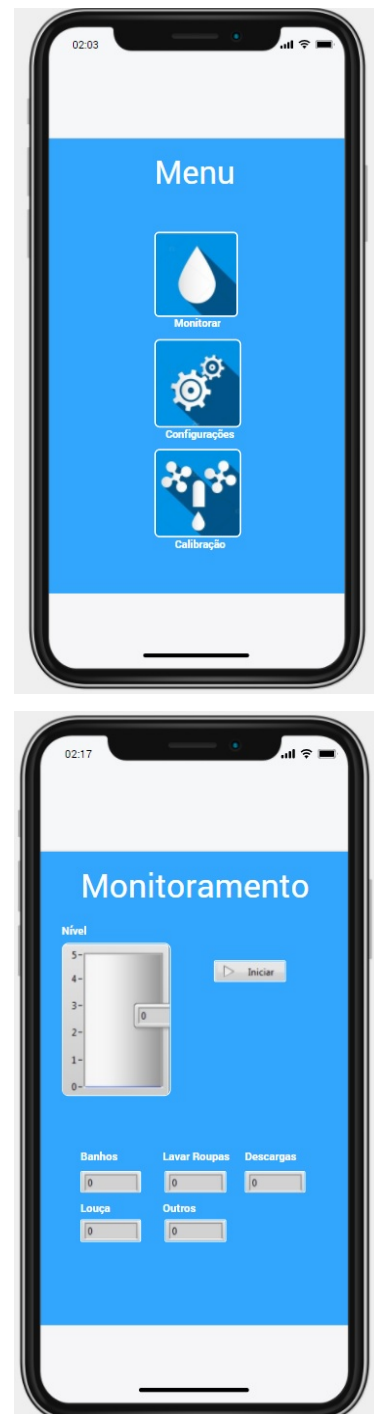 02:03
Menu
Monitorar
Configurações
Calibração
02:17
Monitoramento
Nível
5
4
3
2
1
0
0
Iniciar
Banhos Lavar Roupas Descargas
0 0 0
Louça Outros
0 0